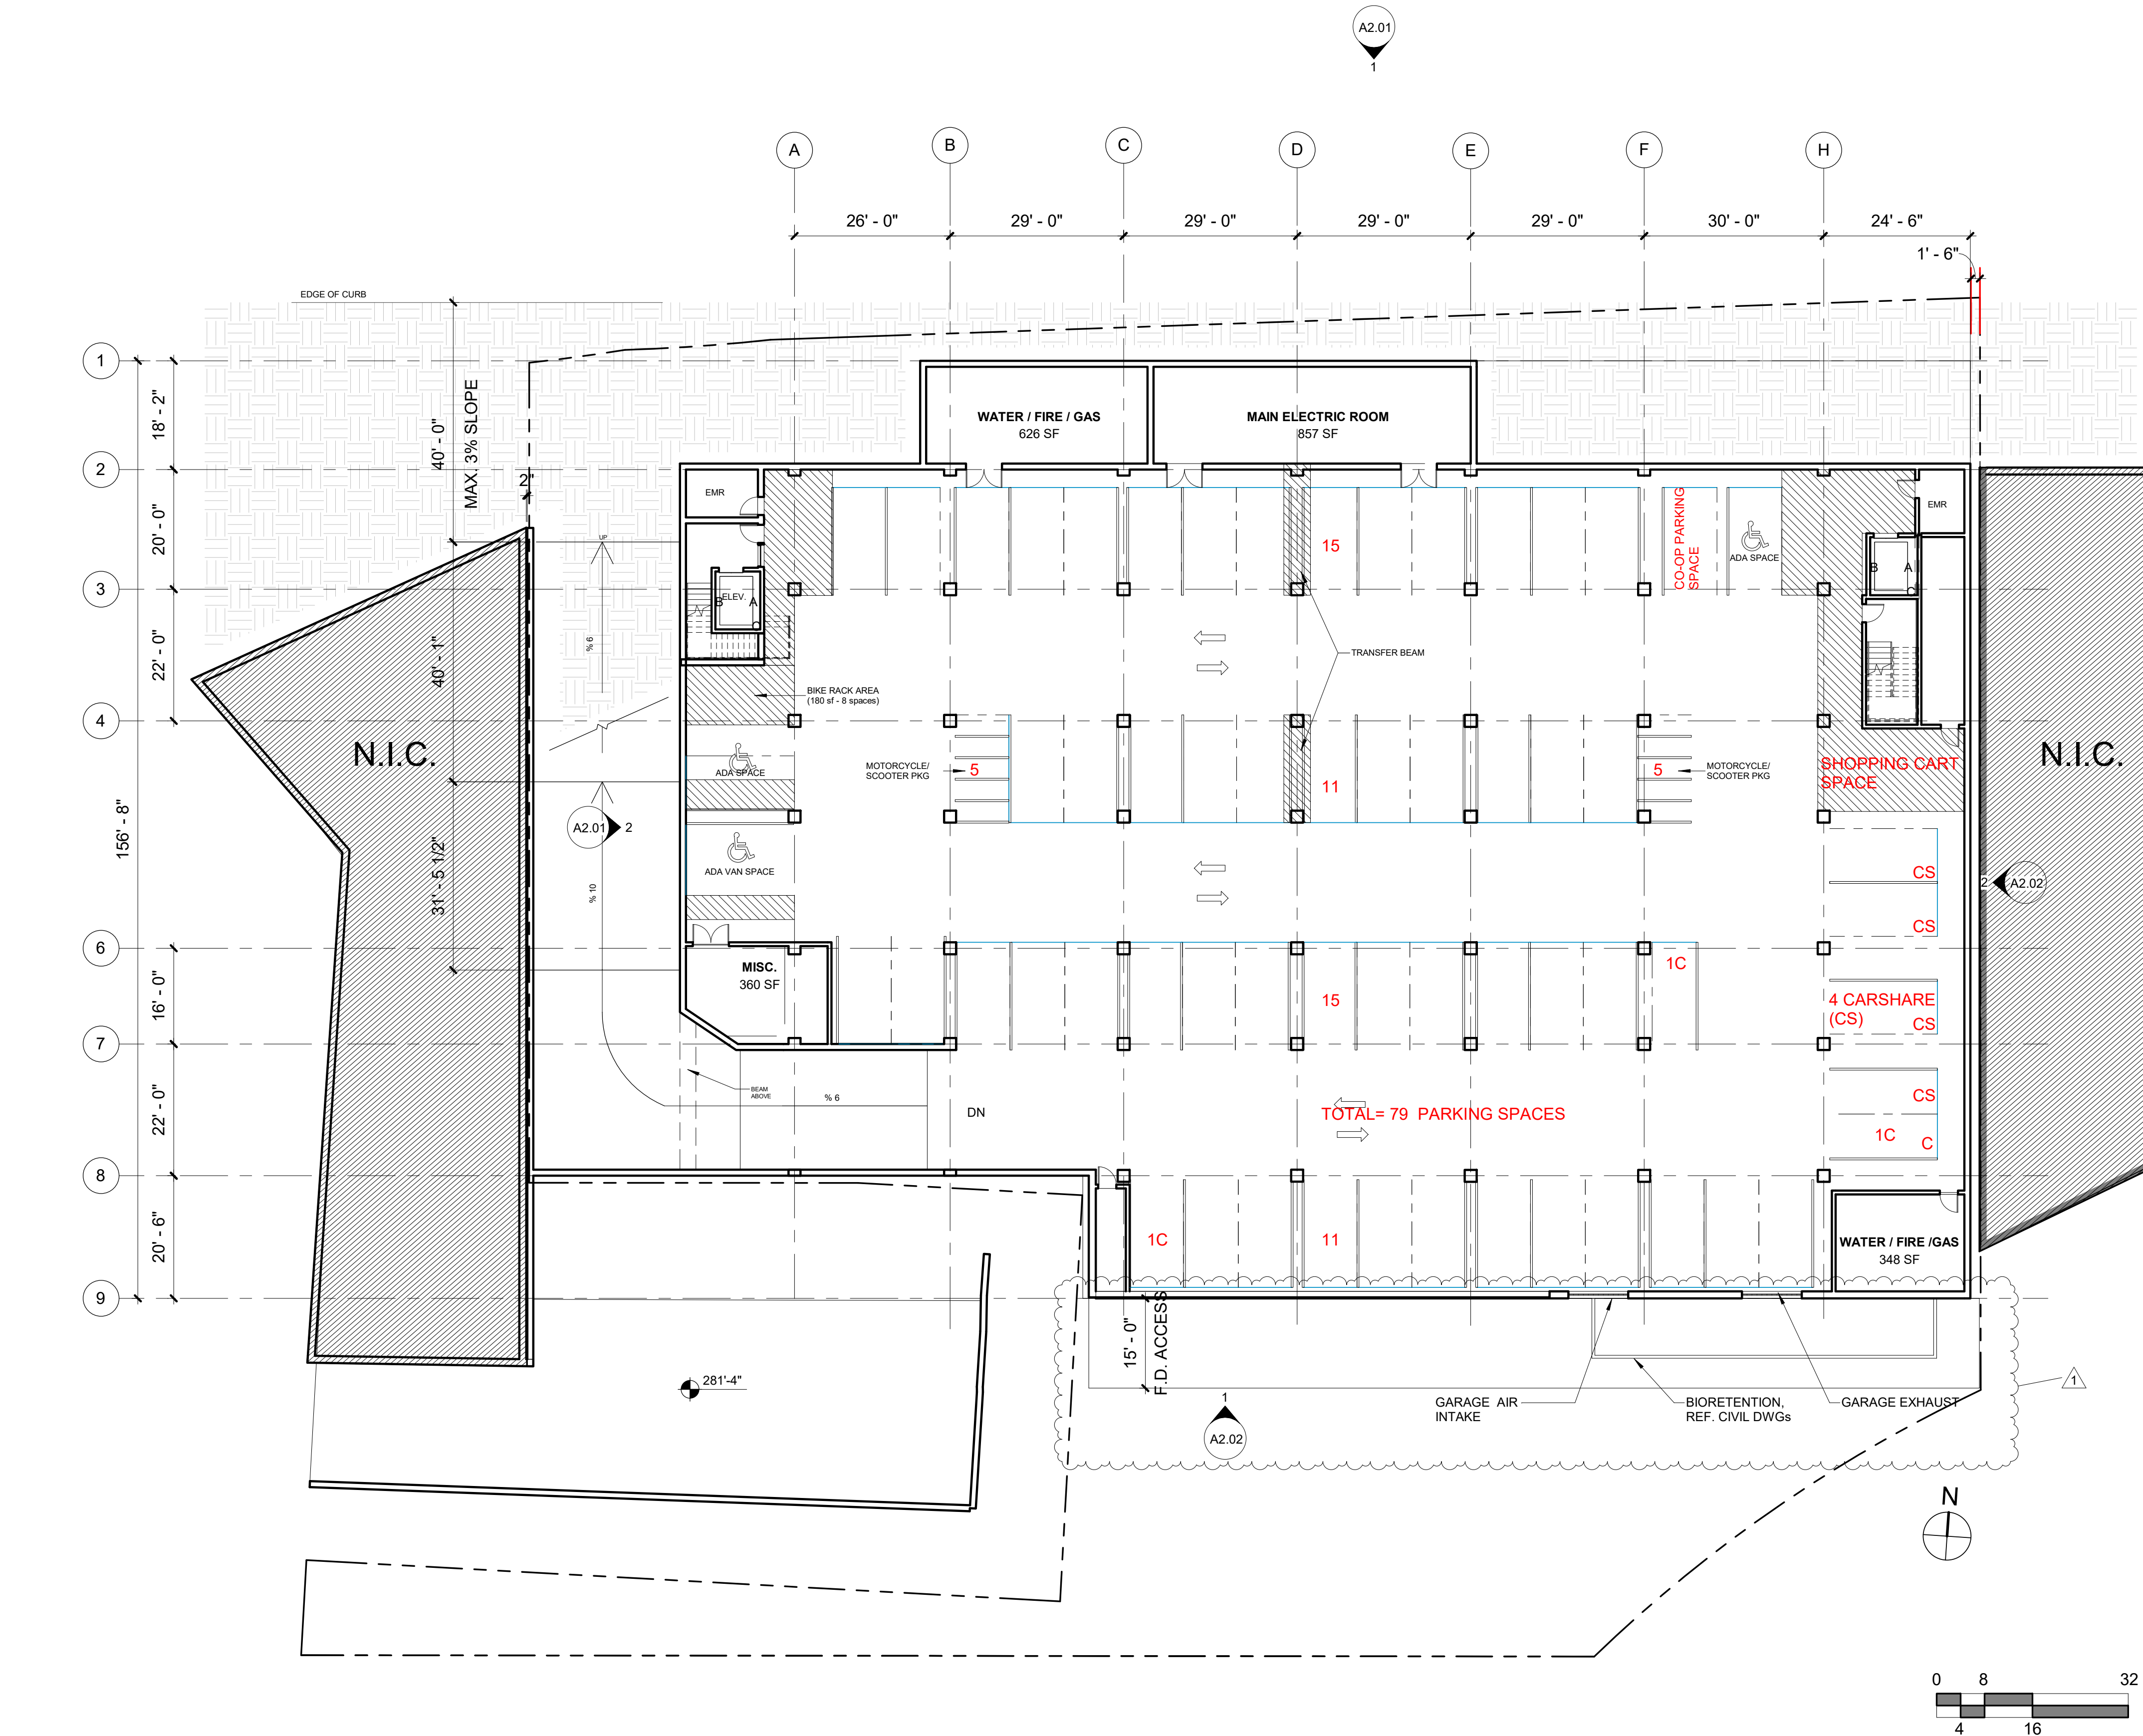 A2.01
1
A
B
C
D
E
F
H
26' - 0"
29' - 0"
29' - 0"
29' - 0"
29' - 0"
30' - 0"
24' - 6"
1' - 6"
EDGE OF CURB
1
2
3
4
6
7
8
9
156' - 8"
18' - 2"
20' - 0"
22' - 0"
16' - 0"
22' - 0"
20' - 6"
40' - 0"
MAX. 3% SLOPE
2"
40' - 1"
31' - 5 1/2"
N.I.C.
N.I.C.
WATER / FIRE / GAS
626 SF
MAIN ELECTRIC ROOM
857 SF
EMR
EMR
UP
% 6
ELEV.
B
A
B
A
15
CO-OP PARKING
SPACE
ADA SPACE
TRANSFER BEAM
BIKE RACK AREA
(180 sf - 8 spaces)
ADA SPACE
MOTORCYCLE/
SCOOTER PKG
5
11
5
MOTORCYCLE/
SCOOTER PKG
SHOPPING CART
SPACE
A2.01
2
ADA VAN SPACE
% 10
CS
2
A2.02
CS
MISC.
360 SF
15
1C
4 CARSHARE
(CS)
CS
BEAM
ABOVE
% 6
DN
TOTAL= 79 PARKING SPACES
CS
1C
C
1C
11
WATER / FIRE /GAS
348 SF
15' - 0"
F.D. ACCESS
281'-4"
1
A2.02
GARAGE AIR
INTAKE
BIORETENTION,
REF. CIVIL DWGs
GARAGE EXHAUST
1
N
0
8
32
4
16